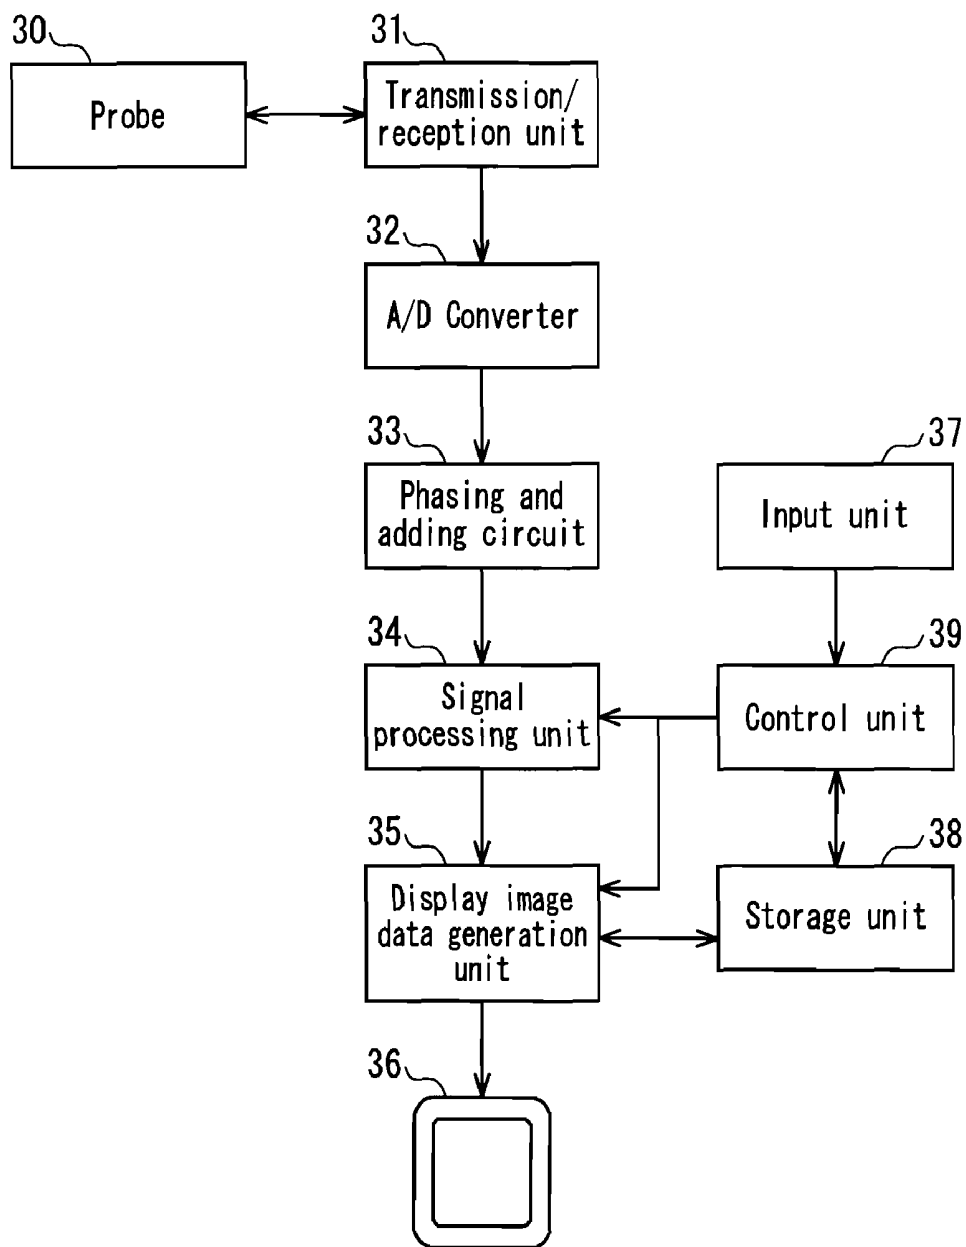 30
31
Probe
Transmission/
reception unit
32
A/D Converter
33
37
Phasing and
adding circuit
Input unit
34
39
Signal
processing unit
Control unit
35
38
Display image
data generation
unit
Storage unit
36